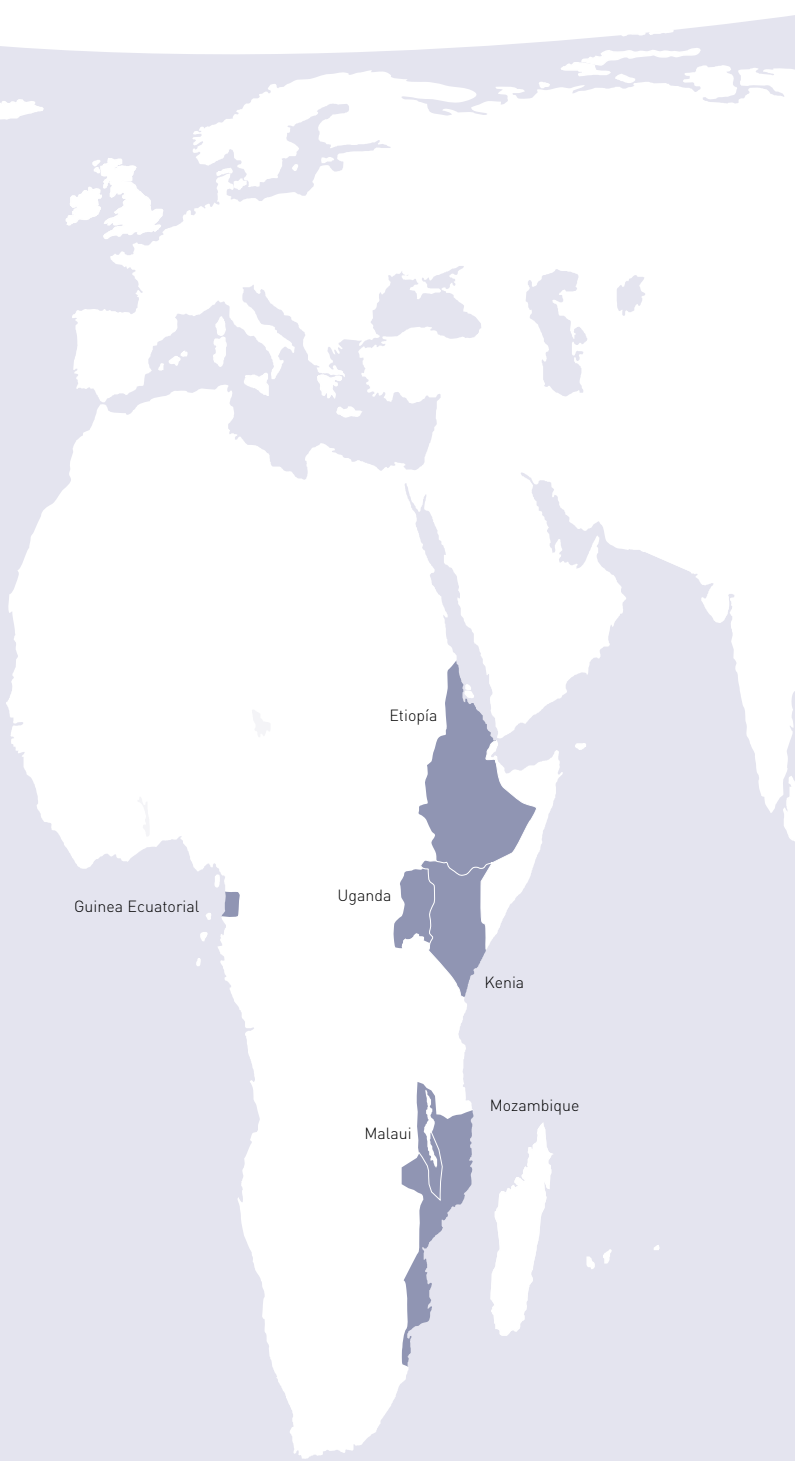 Etiopía
Uganda
Guinea Ecuatorial
Kenia
Mozambique
Malaui